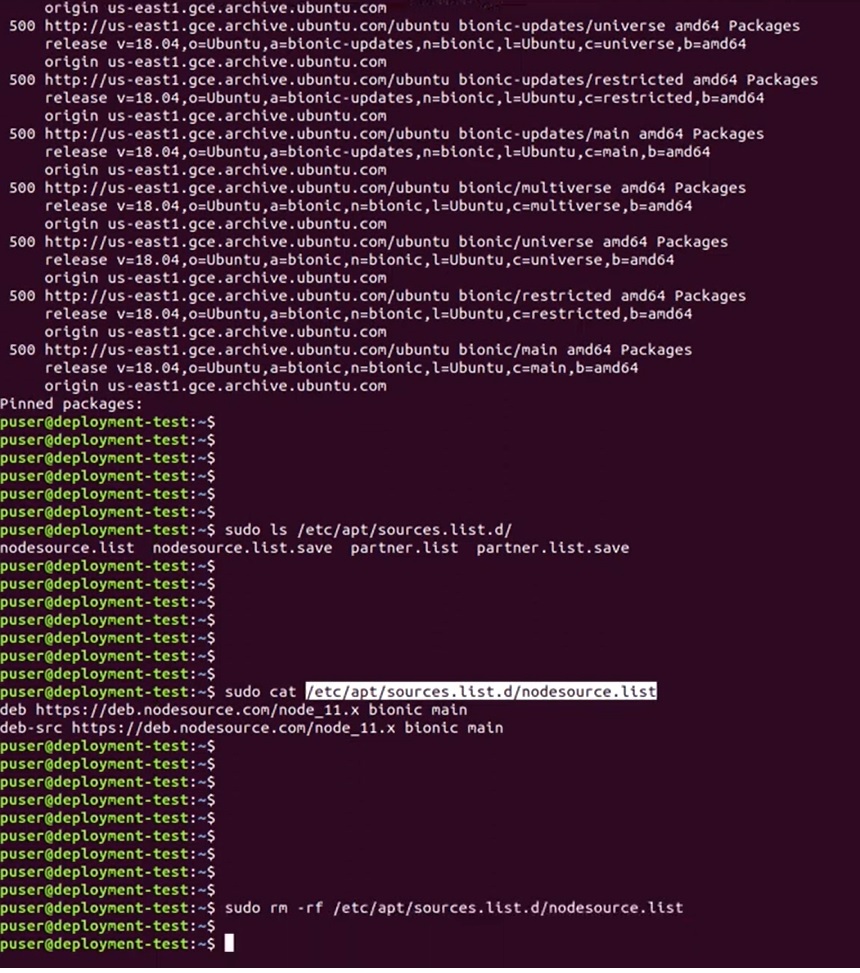 origin us-east1.gce.archive.ubuntu.com
500 http://us-east1.gce.archive.ubuntu.com/ubuntu bionic-updates/universe amd64 Packages
release v=18.04,o=Ubuntu,a=bionic-updates,n=bionic,l=Ubuntu,c=universe,b=amd64
origin us-east1.gce.archive.ubuntu.com
500 http://us-east1.gce.archive.ubuntu.com/ubuntu bionic-updates/restricted amd64 Packages
release v=18.04,o=Ubuntu,a=bionic-updates,n=bionic,l=Ubuntu,c=restricted,b=amd64
origin us-east1.gce.archive.ubuntu.com
500 http://us-east1.gce.archive.ubuntu.com/ubuntu bionic-updates/main amd64 Packages
release v=18.04,o=Ubuntu,a=bionic-updates,n=bionic,l=Ubuntu,c=main,b=amd64
origin us-east1.gce.archive.ubuntu.com
500 http://us-east1.gce.archive.ubuntu.com/ubuntu bionic/multiverse amd64 Packages
release v=18.04,o=Ubuntu,a=bionic,n=bionic,l=Ubuntu,c=multiverse,b=amd64
origin us-east1.gce.archive.ubuntu.com
500 http://us-east1.gce.archive.ubuntu.com/ubuntu bionic/universe amd64 Packages
release v=18.04,o=Ubuntu,a=bionic,n=bionic,l=Ubuntu,c=universe,b=amd64
origin us-east1.gce.archive.ubuntu.com
500 http://us-east1.gce.archive.ubuntu.com/ubuntu bionic/restricted amd64 Packages
release v=18.04,o=Ubuntu,a=bionic,n=bionic,l=Ubuntu,c=restricted,b=amd64
origin us-east1.gce.archive.ubuntu.com
500 http://us-east1.gce.archive.ubuntu.com/ubuntu bionic/main amd64 Packages
release v=18.04,o=Ubuntu,a=bionic,n=bionic,l=Ubuntu,c=main,b=amd64
origin us-east1.gce.archive.ubuntu.com
Pinned packages:
puser@deployment-test:~$
puser@deployment-test:~$
puser@deployment-test:~$
puser@deployment-test:~$
puser@deployment-test:~$
puser@deployment-test:~$
puser@deployment-test:~$ sudo ls /etc/apt/sources.list.d/
nodesource.list  nodesource.list.save  partner.list  partner.list.save
puser@deployment-test:~$
puser@deployment-test:~$
puser@deployment-test:~$
puser@deployment-test:~$
puser@deployment-test:~$
puser@deployment-test:~$
puser@deployment-test:~$
puser@deployment-test:~$ sudo cat /etc/apt/sources.list.d/nodesource.list
deb https://deb.nodesource.com/node_11.x bionic main
deb-src https://deb.nodesource.com/node_11.x bionic main
puser@deployment-test:~$
puser@deployment-test:~$
puser@deployment-test:~$
puser@deployment-test:~$
puser@deployment-test:~$
puser@deployment-test:~$
puser@deployment-test:~$
puser@deployment-test:~$
puser@deployment-test:~$
puser@deployment-test:~$ sudo rm -rf /etc/apt/sources.list.d/nodesource.list
puser@deployment-test:~$
puser@deployment-test:~$